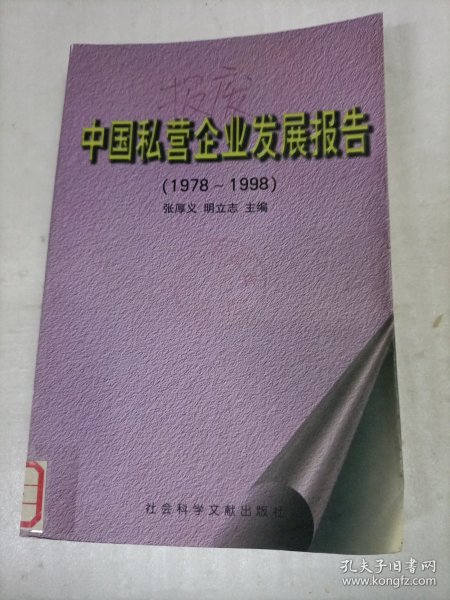 报废
中国私营企业发展报告
(1978~1998)
张厚义 明立志 主编
社会科学文献出版社
孔夫子旧书网
www.kongfz.com